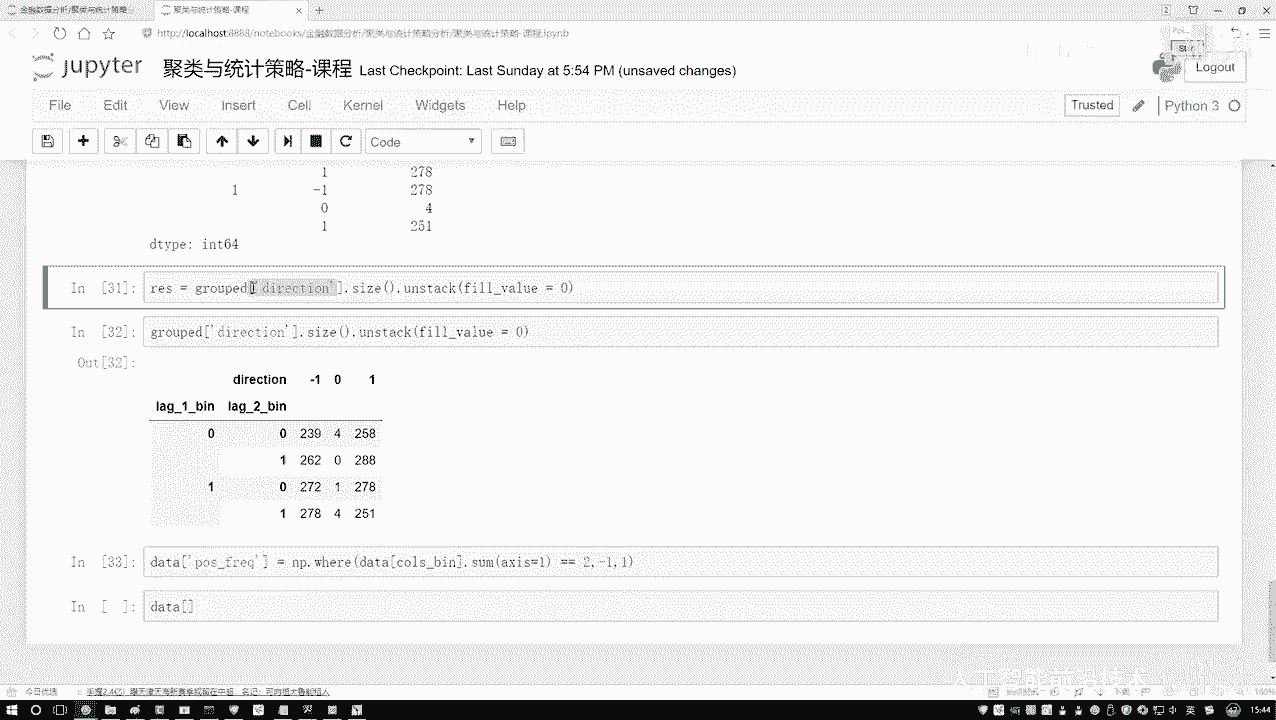 金融数据分析/聚类与统计策略
聚类与统计策略-课程
http://localhost:8888/notebooks/金融数据分析/聚类与统计策略分析/聚类与统计策略-课程.ipynb
jupyter 聚类与统计策略-课程 Last Checkpoint: Last Sunday at 5:54 PM (unsaved changes)
Logout
File Edit View Insert Cell Kernel Widgets Help
Trusted Python 3
Code
1 278
1 -1 278
0 4
1 251
dtype: int64
In [31]: res = grouped['direction'].size().unstack(fill_value = 0)
In [32]: grouped['direction'].size().unstack(fill_value = 0)
Out[32]:
direction -1 0 1
lag_1_bin lag_2_bin
0 0 239 4 258
1 262 0 288
1 0 272 1 278
1 278 4 251
In [33]: data['pos_freq'] = np.where(data[cols_bin].sum(axis=1) == 2,-1,1)
In [ ]: data[]
今日优选
160%
15:44